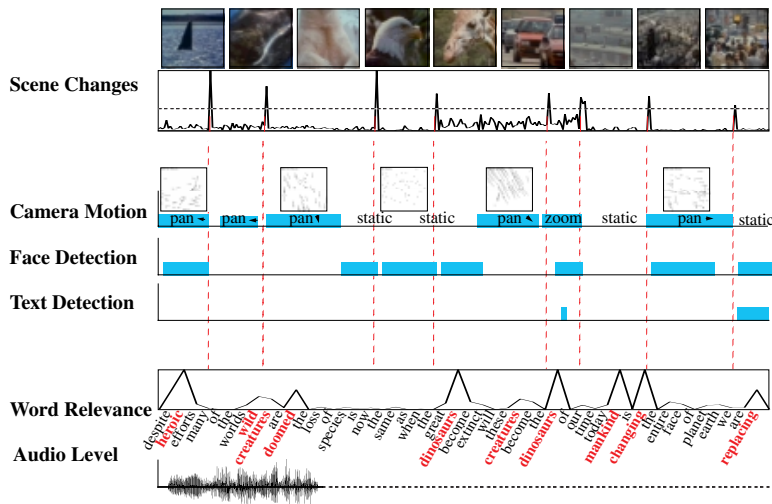 Scene Changes
Camera Motion
pan
pan
pan
static
static
pan
zoom
static
pan
static
Face Detection
Text Detection
Word Relevance
despite
heroic
efforts
many
of
the
worlds
wild
creatures
are
doomed
the
loss
of
species
is
now
the
same
as
when
the
great
dinosaurs
become
extinct
will
these
creatures
become
the
dinosaurs
of
our
time
today
mankind
is
changing
the
entire
face
of
planet
earth
we
are
replacing
Audio Level